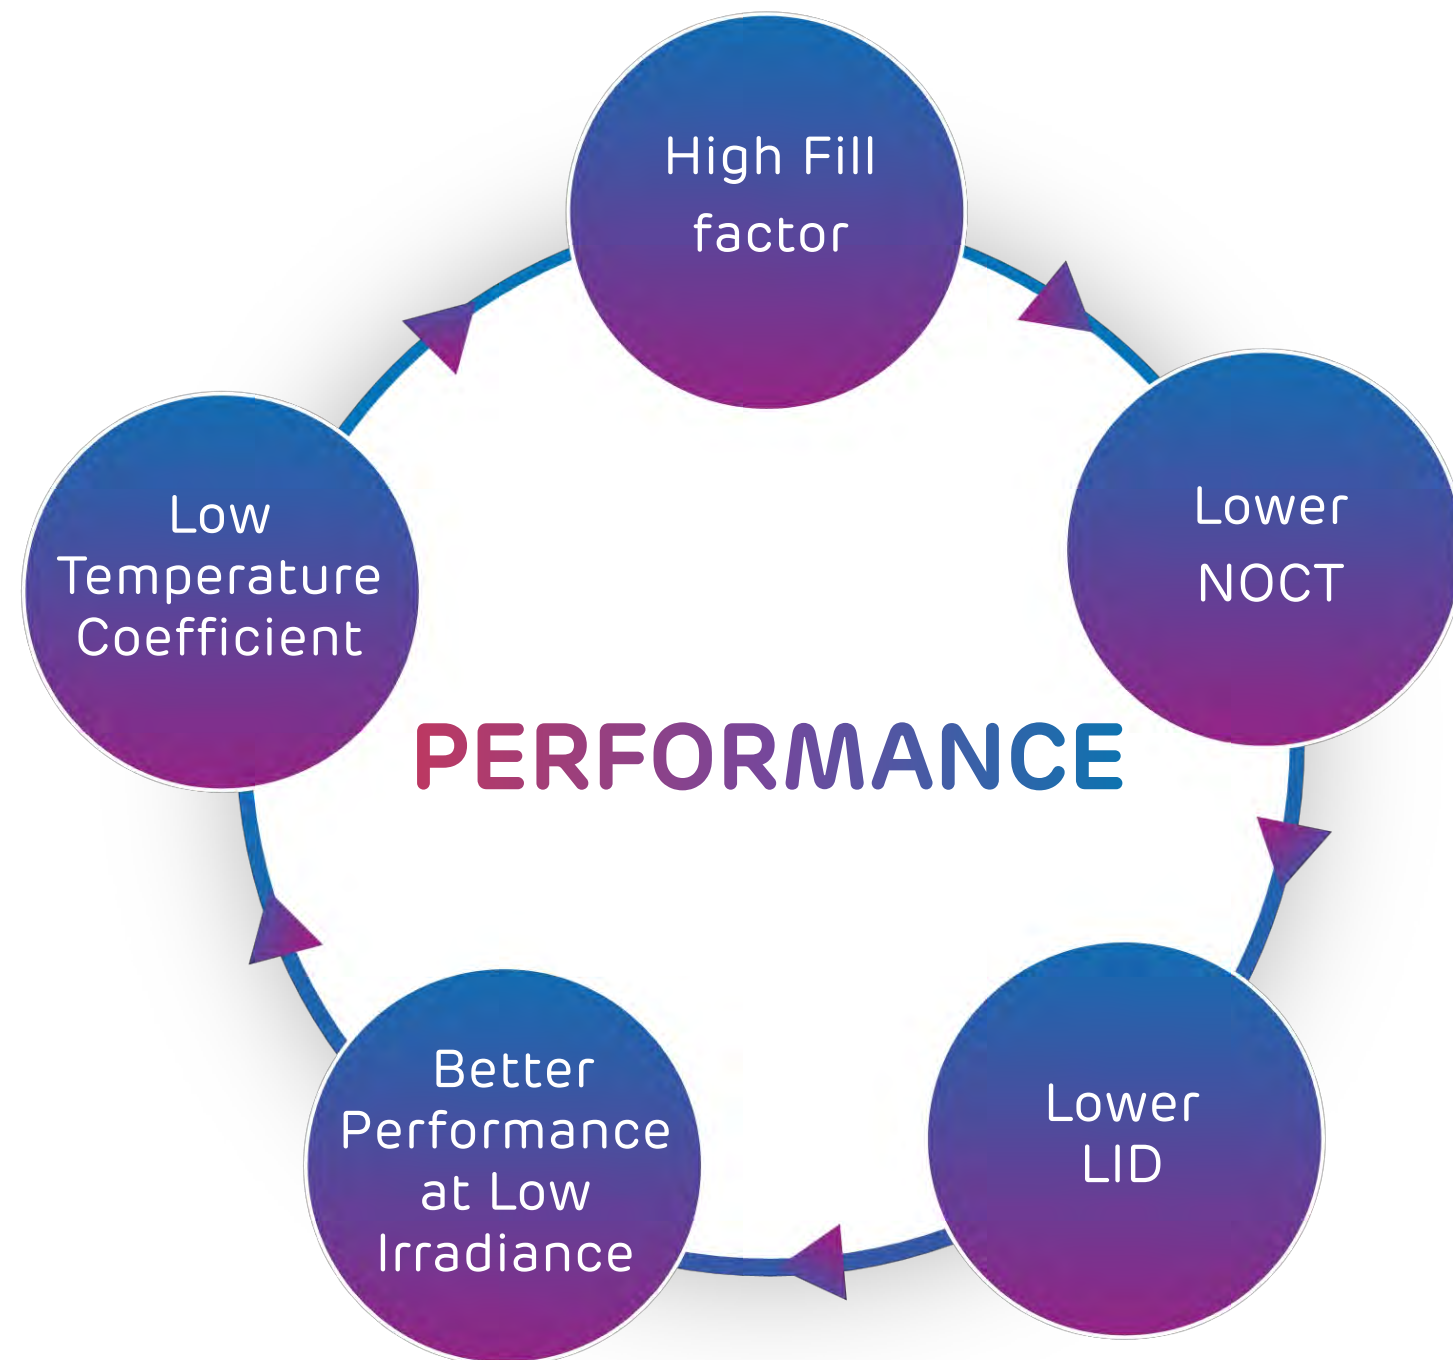 High Fill
factor
Lower
NOCT
Lower
LID
Better
Performance
at Low
Irradiance
Low
Temperature
Coefficient
PERFORMANCE